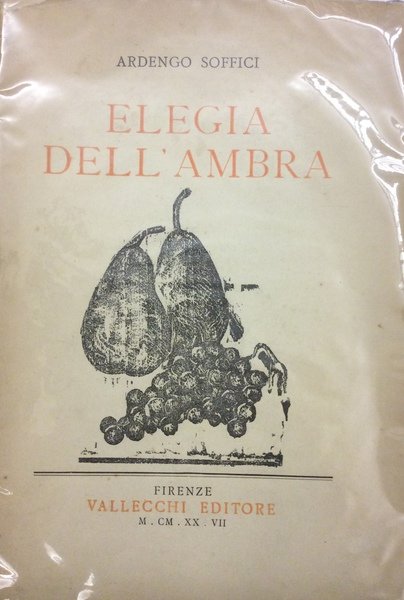 ARDENGO SOFFICI
ELEGIA
DELL'AMBRA
FIRENZE
VALLECCHI EDITORE
M . CM . XX . VII